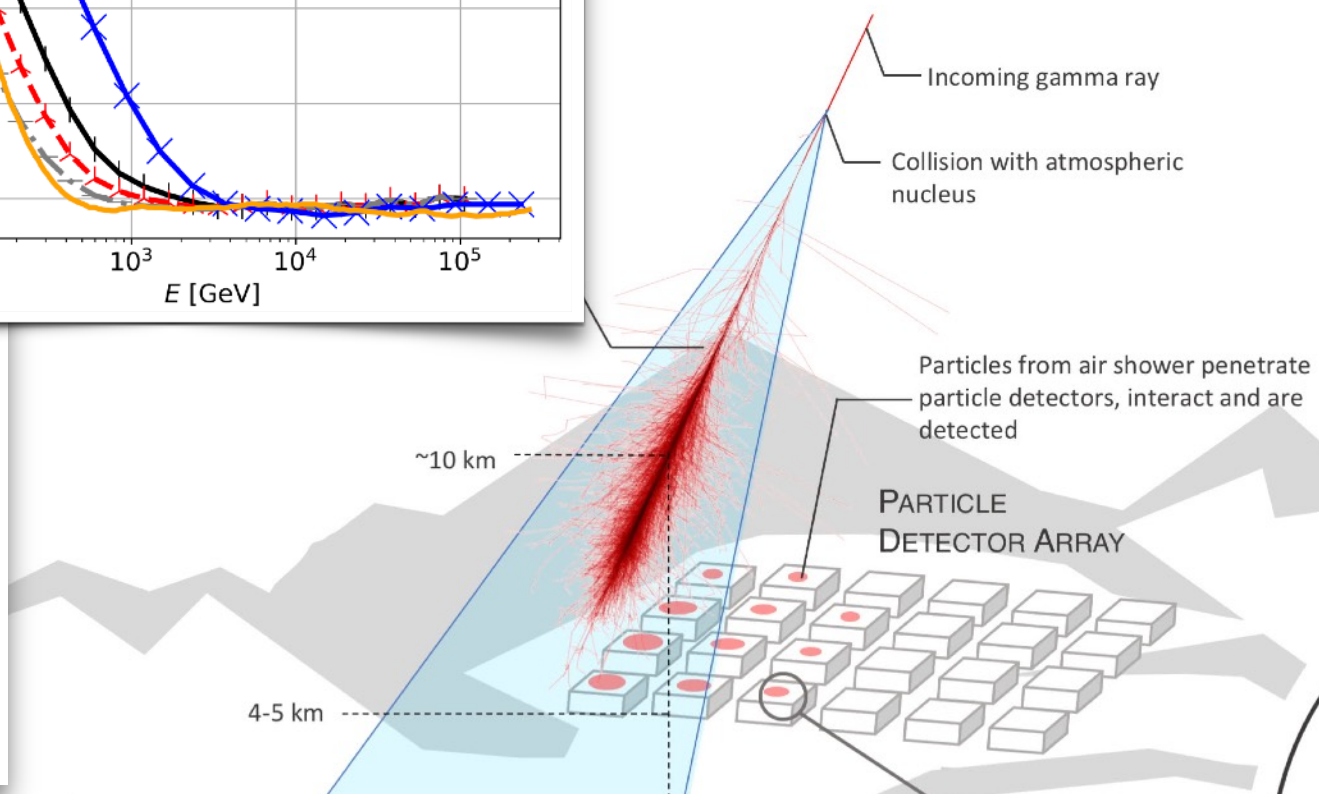 10³ 10⁴ 10⁵
E [GeV]
Incoming gamma ray
Collision with atmospheric
nucleus
Particles from air shower penetrate
particle detectors, interact and are
detected
~10 km
PARTICLE
DETECTOR ARRAY
4-5 km